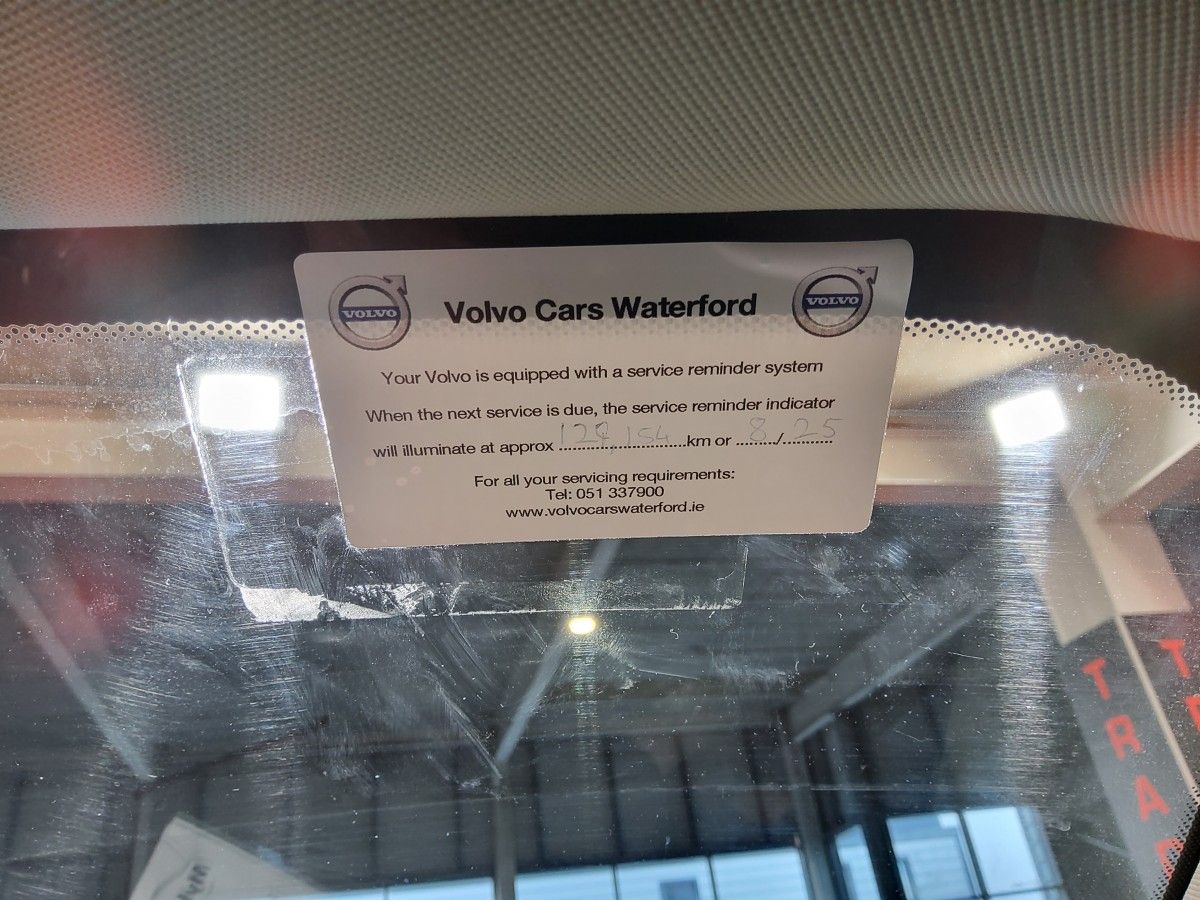 VOLVO Volvo Cars Waterford VOLVO
Your Volvo is equipped with a service reminder system
When the next service is due, the service reminder indicator
will illuminate at approx 129,154 km or 8/25
For all your servicing requirements:
Tel: 051 337900
www.volvocarswaterford.ie
TRA
T